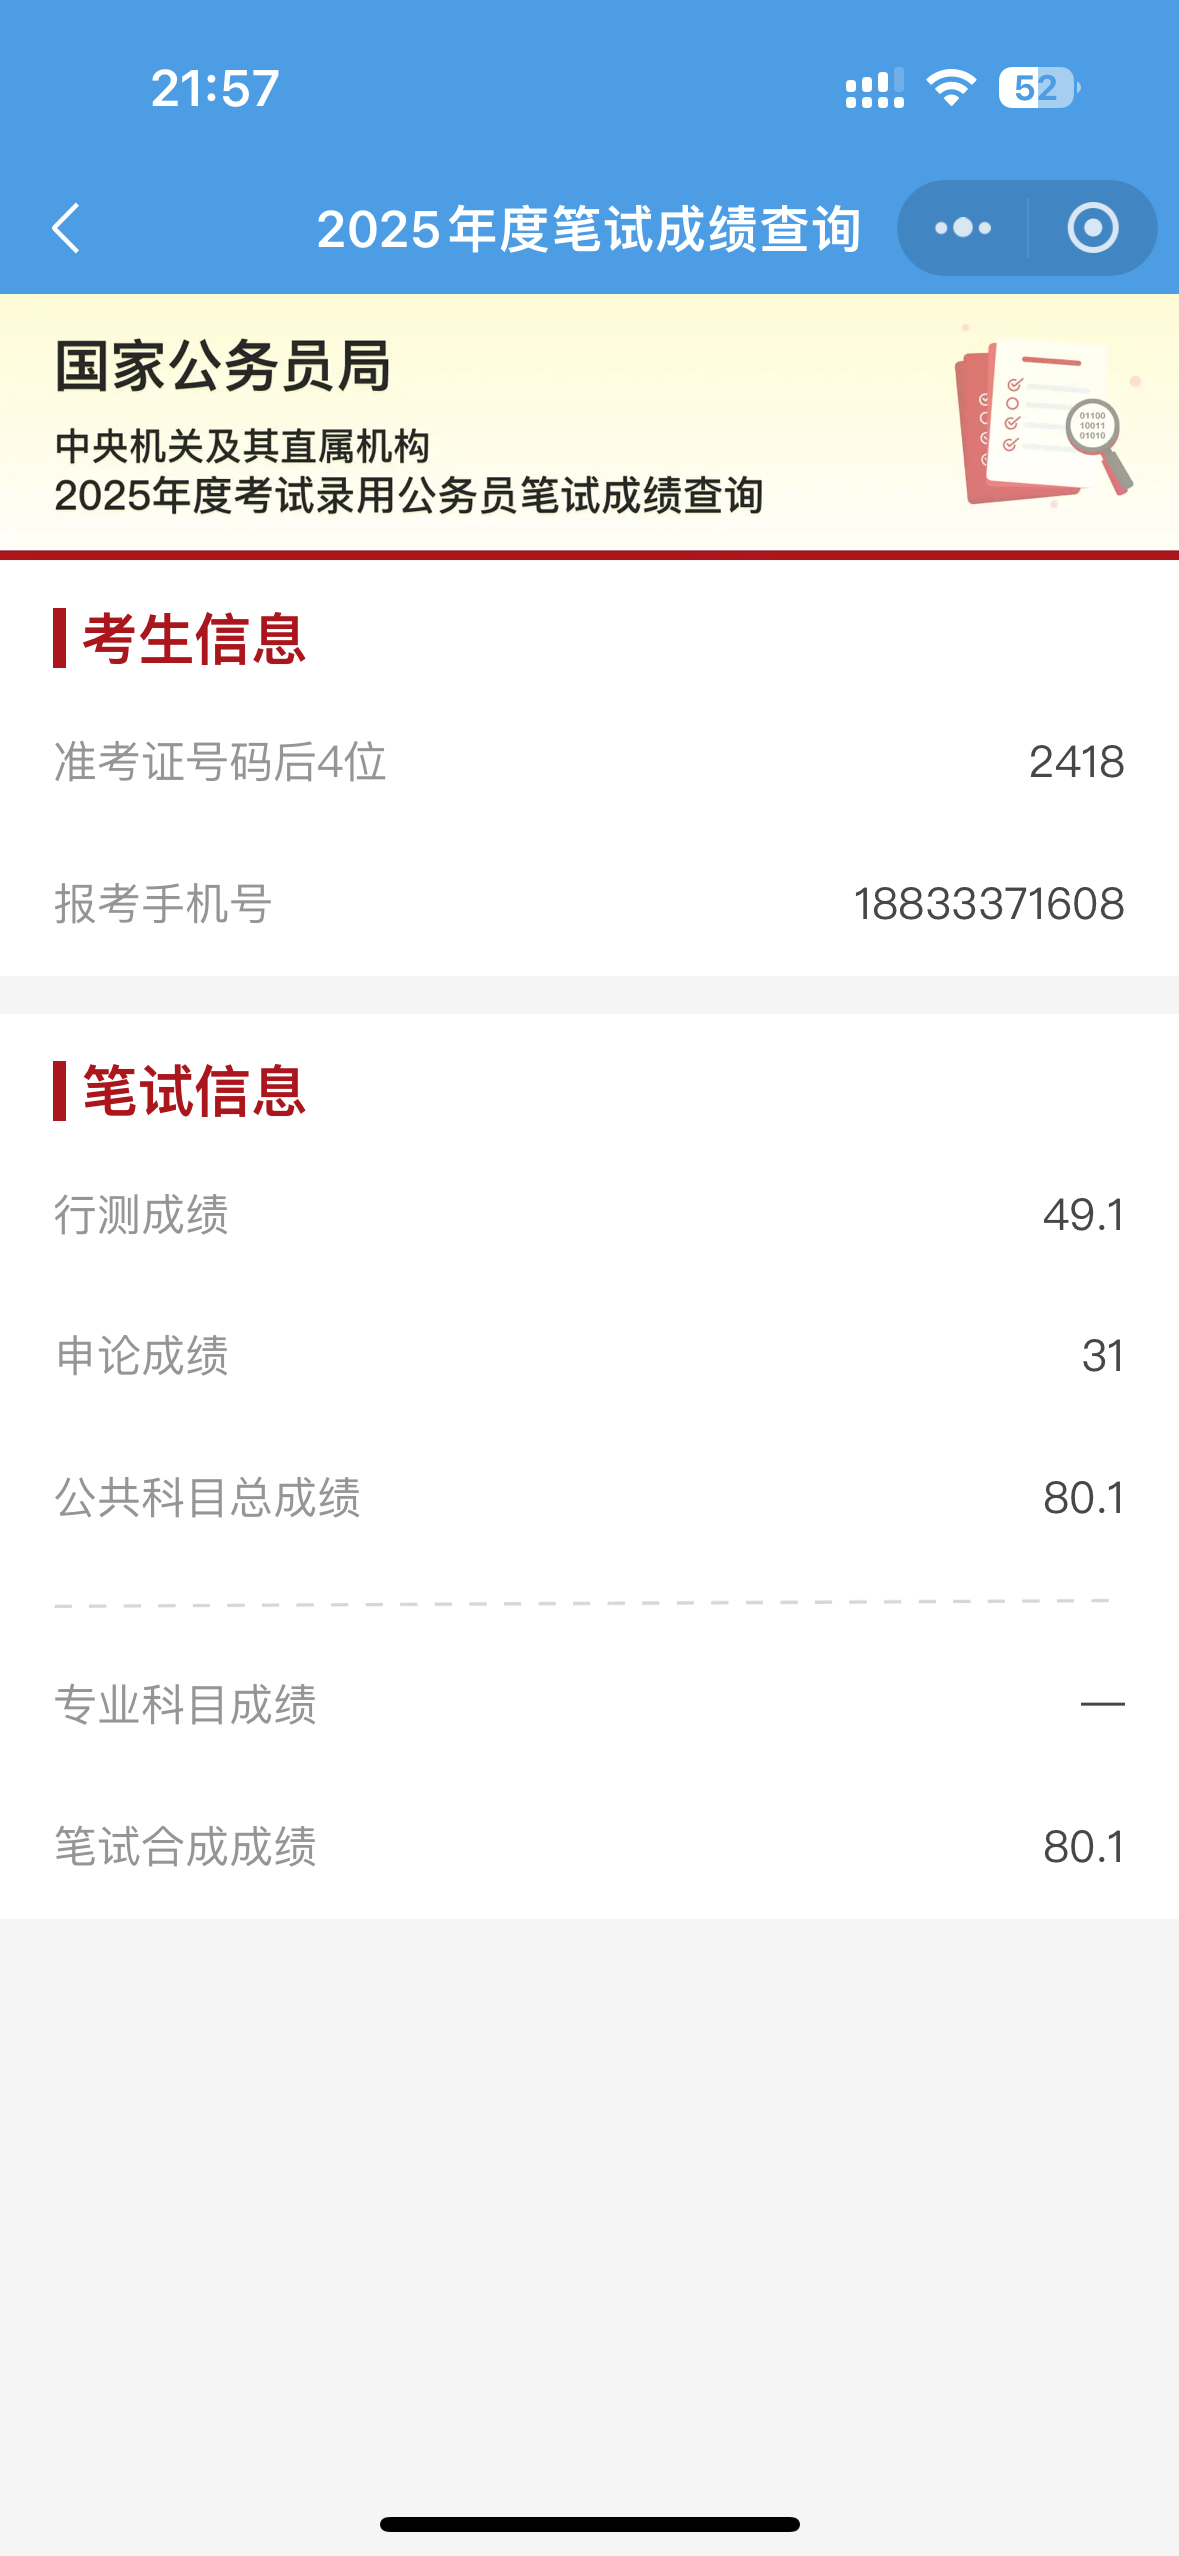 21:57
52
2025年度笔试成绩查询
国家公务员局
中央机关及其直属机构
2025年度考试录用公务员笔试成绩查询
01100
10011
01010
考生信息
准考证号码后4位 2418
报考手机号 18833371608
笔试信息
行测成绩 49.1
申论成绩 31
公共科目总成绩 80.1
专业科目成绩 —
笔试合成成绩 80.1